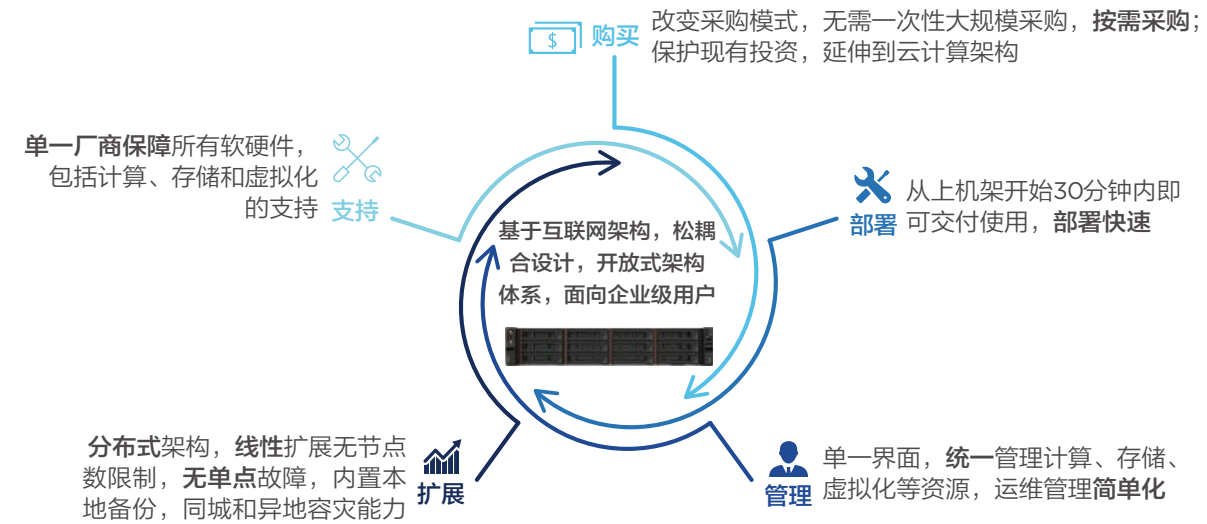 购买
改变采购模式，无需一次性大规模采购，按需采购；
保护现有投资，延伸到云计算架构
单一厂商保障所有软硬件，
包括计算、存储和虚拟化
的支持
支持
部署
从上机架开始30分钟内即
可交付使用，部署快速
基于互联网架构，松耦
合设计，开放式架构
体系，面向企业级用户
分布式架构，线性扩展无节点
数限制，无单点故障，内置本
地备份，同城和异地容灾能力
扩展
管理
单一界面，统一管理计算、存储、
虚拟化等资源，运维管理简单化
$